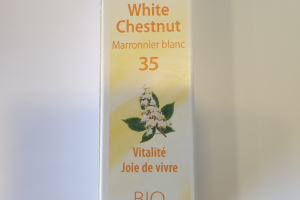 White
Chestnut
Marronnier blanc
35
Vitalité
Joie de vivre
BIO